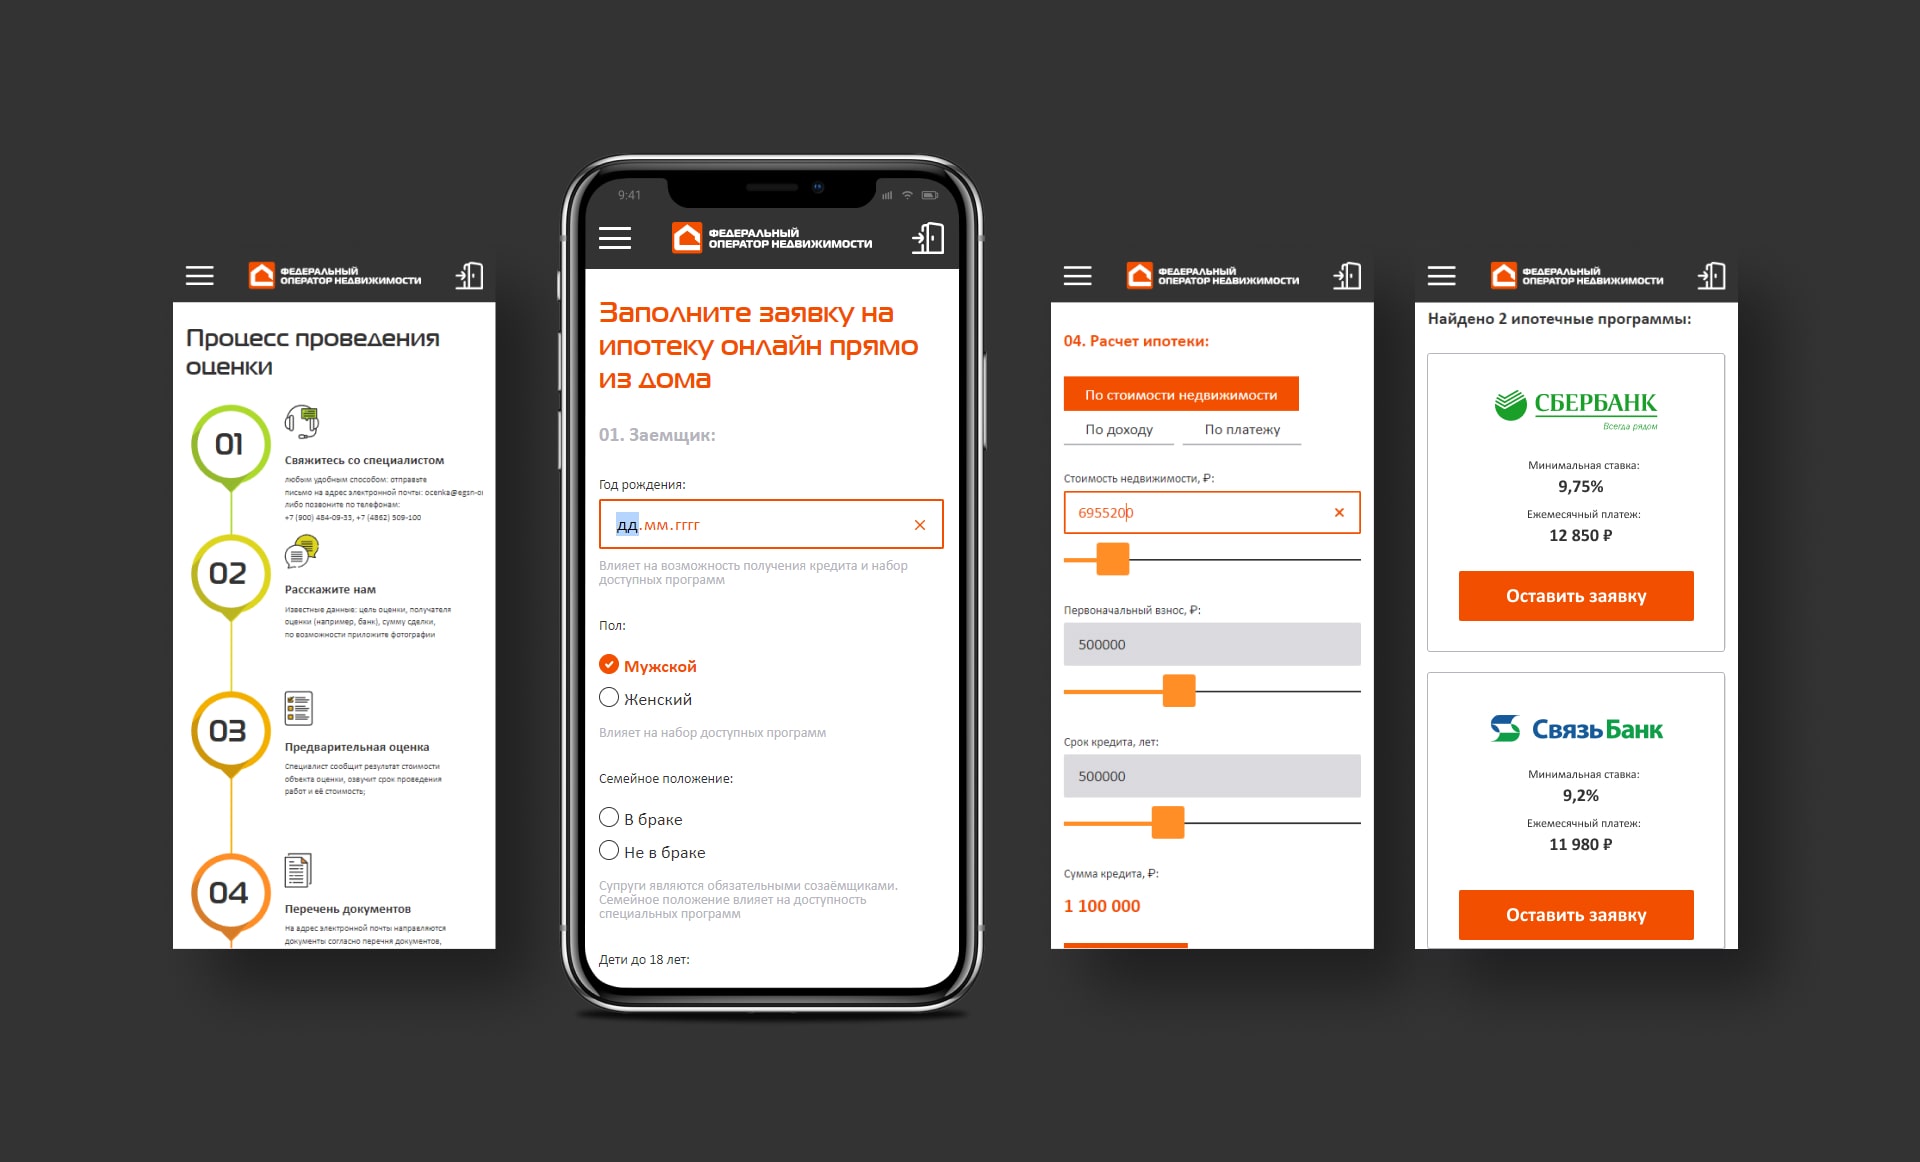 ФЕДЕРАЛЬНЫЙ
ОПЕРАТОР НЕДВИЖИМОСТИ
Процесс проведения
оценки
01
Свяжитесь со специалистом
любым удобным способом: отправьте
письмо на адрес электронной почты: ocenka@egsn-o
либо позвоните по телефонам:
+7 (900) 484-09-33, +7 (4862) 509-100
02
Расскажите нам
Известные данные: цель оценки, получателя
оценки (например, банк), сумму сделки,
по возможности приложите фотографии
03
Предварительная оценка
Специалист сообщит результат стоимости
объекта оценки, озвучит срок проведения
работ и её стоимость;
04
Перечень документов
На адрес электронной почты направляются
документы согласно перечня документов,
9:41
ФЕДЕРАЛЬНЫЙ
ОПЕРАТОР НЕДВИЖИМОСТИ
Заполните заявку на
ипотеку онлайн прямо
из дома
01. Заемщик:
Год рождения:
дд.мм.гггг
Влияет на возможность получения кредита и набор
доступных программ
Пол:
Мужской
Женский
Влияет на набор доступных программ
Семейное положение:
В браке
Не в браке
Супруги являются обязательными созаёмщиками.
Семейное положение влияет на доступность
специальных программ
Дети до 18 лет:
ФЕДЕРАЛЬНЫЙ
ОПЕРАТОР НЕДВИЖИМОСТИ
04. Расчет ипотеки:
По стоимости недвижимости
По доходу По платежу
Стоимость недвижимости, ₽:
6955200
Первоначальный взнос, ₽:
500000
Срок кредита, лет:
500000
Сумма кредита, ₽:
1 100 000
ФЕДЕРАЛЬНЫЙ
ОПЕРАТОР НЕДВИЖИМОСТИ
Найдено 2 ипотечные программы:
СБЕРБАНК
Всегда рядом
Минимальная ставка:
9,75%
Ежемесячный платеж:
12 850 ₽
Оставить заявку
СвязьБанк
Минимальная ставка:
9,2%
Ежемесячный платеж:
11 980 ₽
Оставить заявку